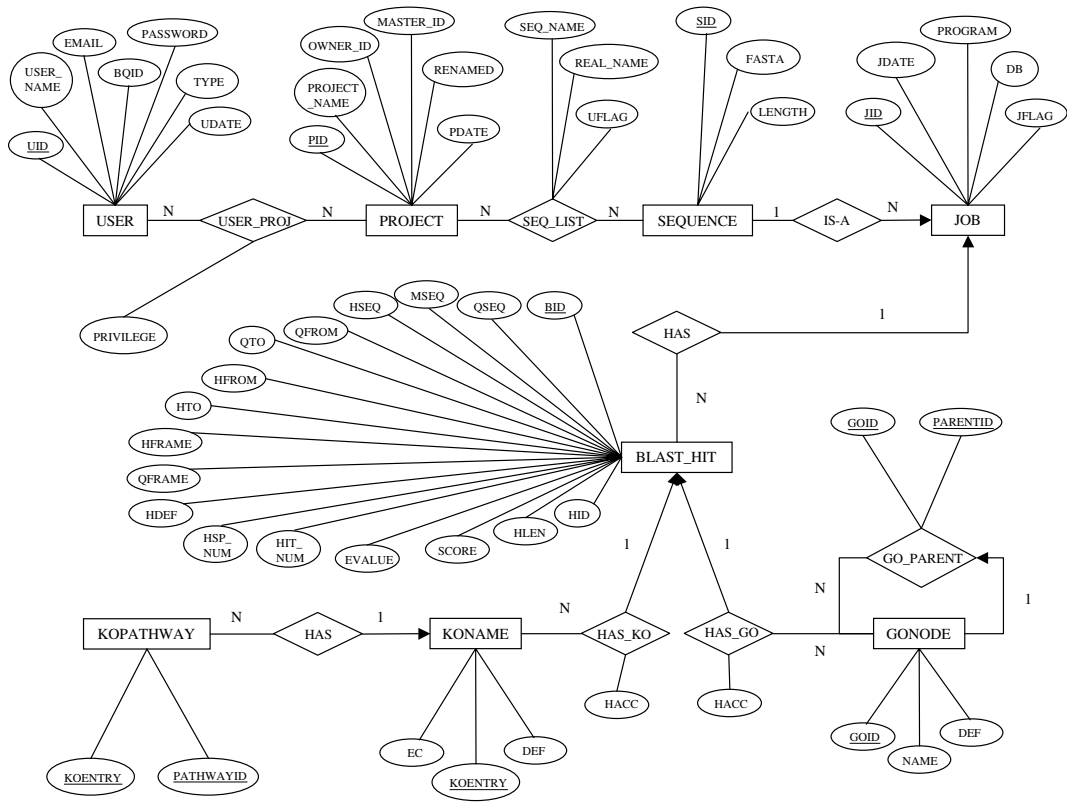 MASTER_ID
SEQ_NAME
SID
PROGRAM
EMAIL
PASSWORD
OWNER_ID
USER_
NAME
BQID
TYPE
PROJECT
_NAME
RENAMED
REAL_NAME
FASTA
JDATE
DB
UID
UDATE
PID
PDATE
UFLAG
LENGTH
JID
JFLAG
USER
N
USER_PROJ
N
PROJECT
N
SEQ_LIST
N
SEQUENCE
1
IS-A
N
JOB
PRIVILEGE
HSEQ
MSEQ
QSEQ
BID
QFROM
QTO
HFROM
HTO
HFRAME
QFRAME
HDEF
HSP_
NUM
HIT_
NUM
EVALUE
SCORE
HLEN
HID
HAS
1
N
BLAST_HIT
GOID
PARENTID
GO_PARENT
N
1
1
1
KOPATHWAY
N
HAS
1
KONAME
N
HAS_KO
HAS_GO
N
GONODE
HACC
HACC
KOENTRY
PATHWAYID
EC
KOENTRY
DEF
GOID
NAME
DEF